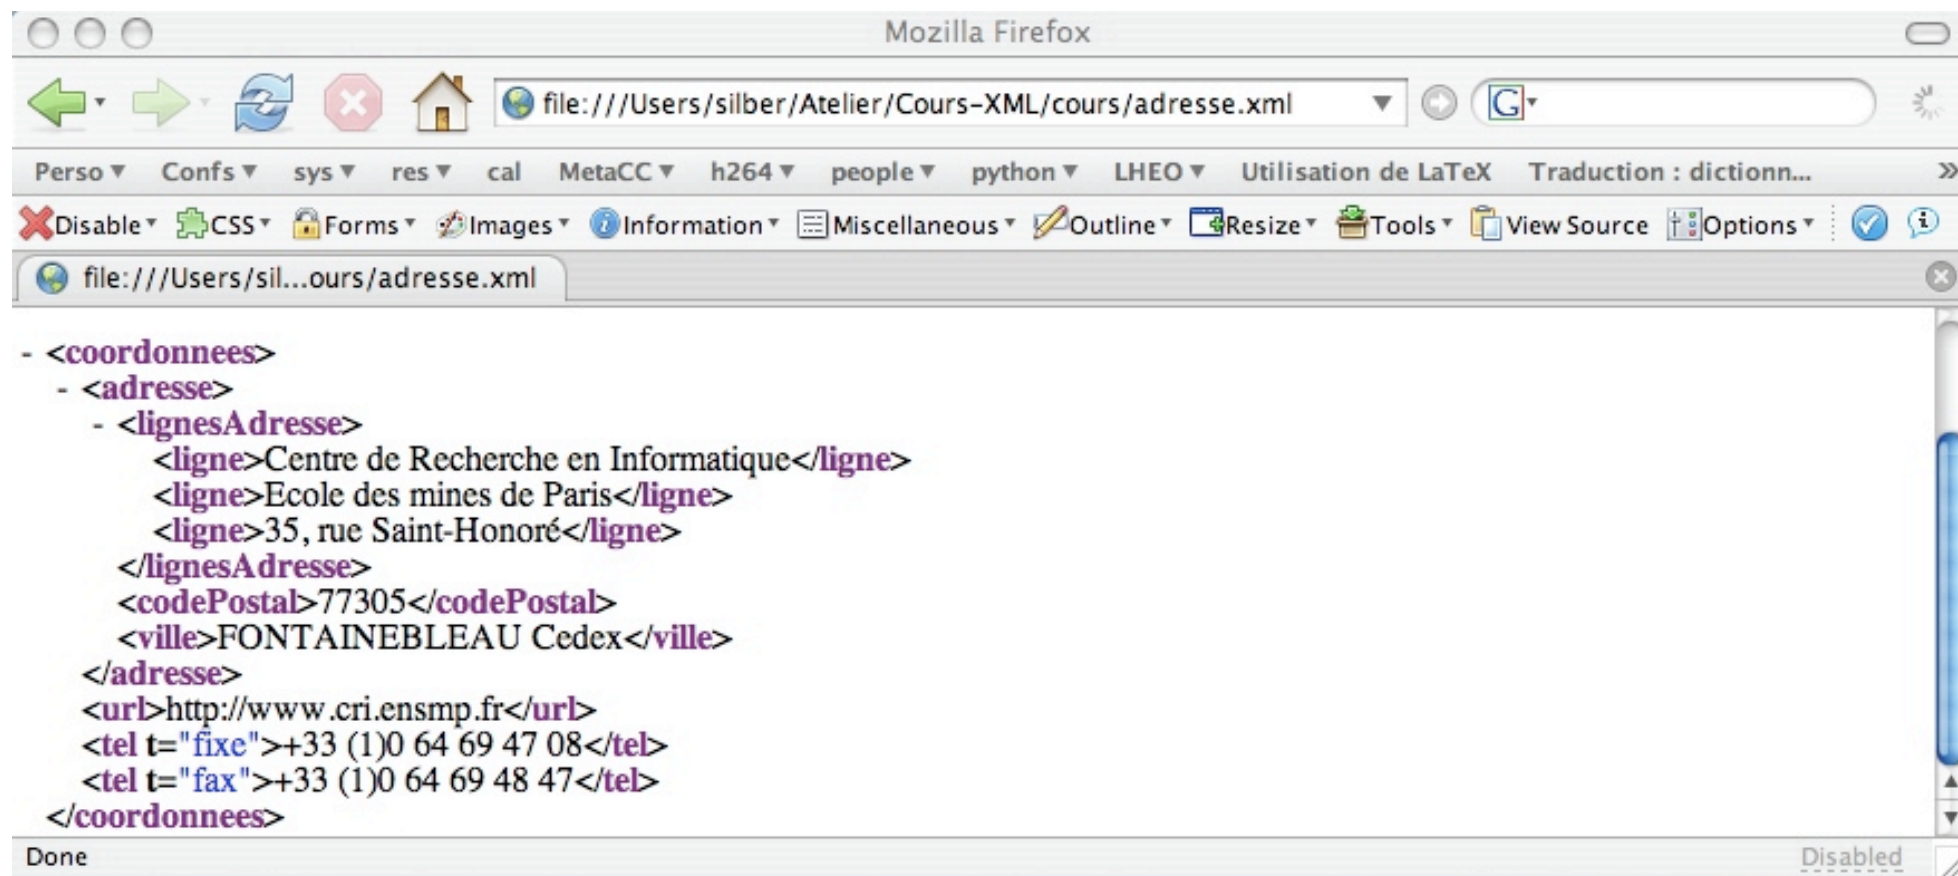 Mozilla Firefox
file:///Users/silber/Atelier/Cours-XML/cours/adresse.xml G
Perso Confs sys res cal MetaCC h264 people python LHEO Utilisation de LaTeX Traduction : dictionn... »
Disable CSS Forms Images Information Miscellaneous Outline Resize Tools View Source Options
file:///Users/sil...ours/adresse.xml
- <coordonnees>
- <adresse>
- <lignesAdresse>
<ligne>Centre de Recherche en Informatique</ligne>
<ligne>Ecole des mines de Paris</ligne>
<ligne>35, rue Saint-Honoré</ligne>
</lignesAdresse>
<codePostal>77305</codePostal>
<ville>FONTAINEBLEAU Cedex</ville>
</adresse>
<url>http://www.cri.ensmp.fr</url>
<tel t="fixe">+33 (1)0 64 69 47 08</tel>
<tel t="fax">+33 (1)0 64 69 48 47</tel>
</coordonnees>
Done Disabled